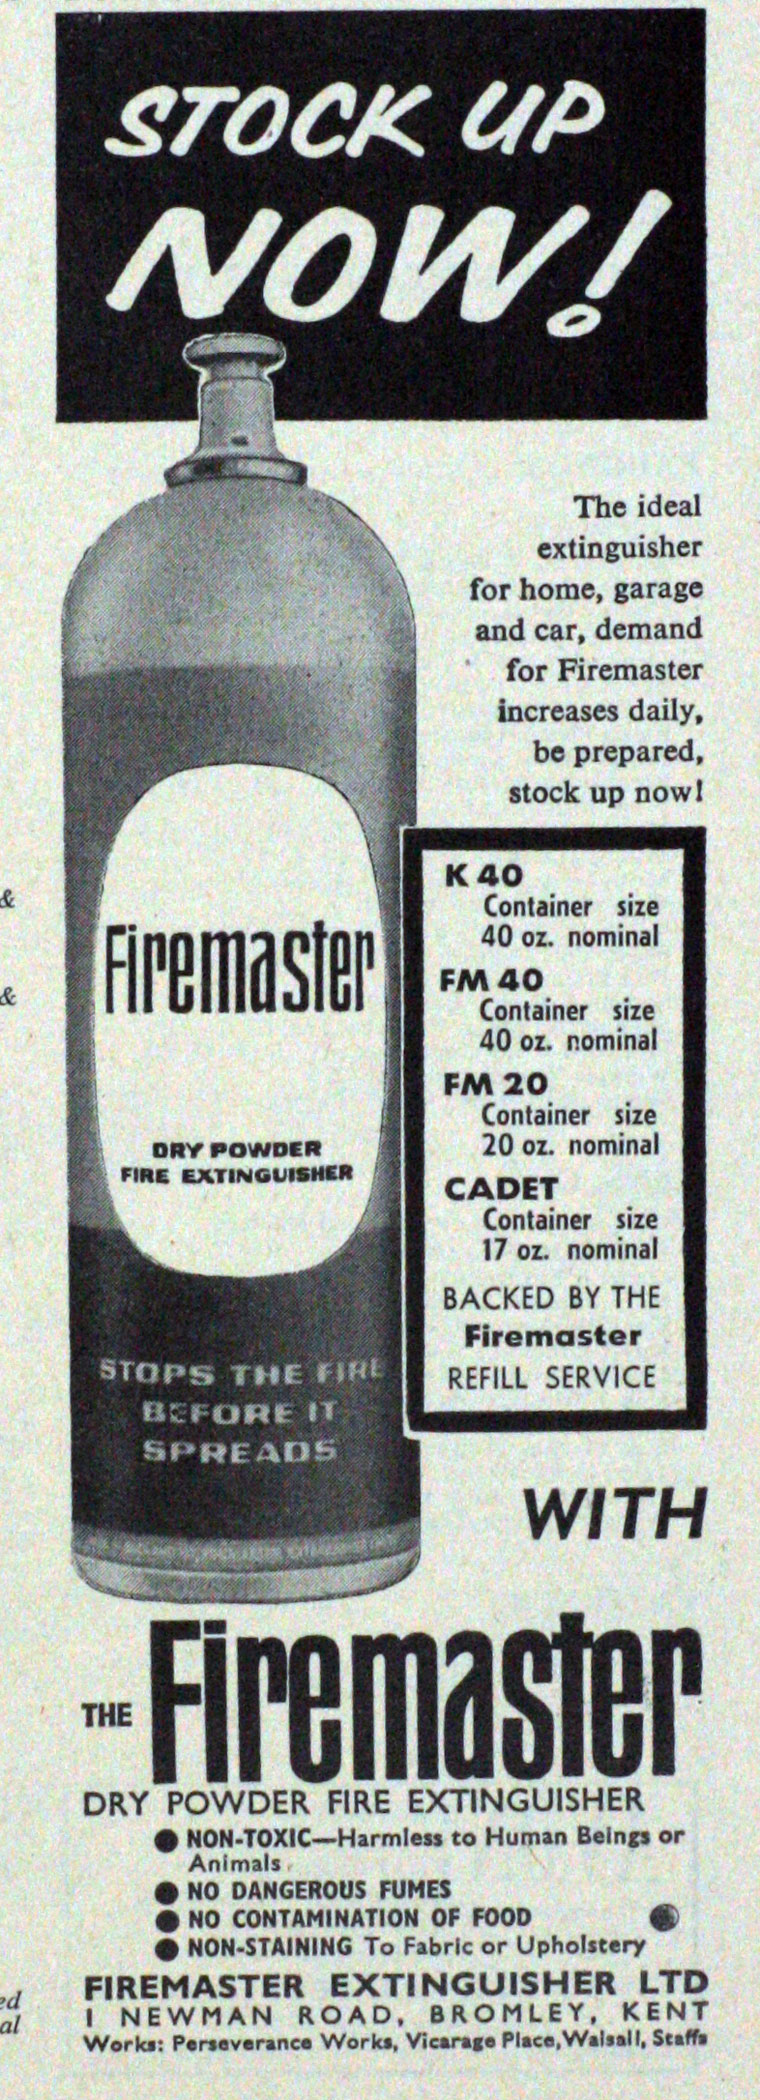 STOCK UP
NOW!
The ideal
extinguisher
for home, garage
and car, demand
for Firemaster
increases daily,
be prepared,
stock up now!
&
&
Firemaster
DRY POWDER
FIRE EXTINGUISHER
STOPS THE FIRE
BEFORE IT
SPREADS
K 40
Container size
40 oz. nominal
FM 40
Container size
40 oz. nominal
FM 20
Container size
20 oz. nominal
CADET
Container size
17 oz. nominal
BACKED BY THE
Firemaster
REFILL SERVICE
WITH
THE Firemaster
DRY POWDER FIRE EXTINGUISHER
● NON-TOXIC—Harmless to Human Beings or
Animals
● NO DANGEROUS FUMES
● NO CONTAMINATION OF FOOD
● NON-STAINING To Fabric or Upholstery
ed
al
FIREMASTER EXTINGUISHER LTD
1 NEWMAN ROAD, BROMLEY, KENT
Works: Perseverance Works, Vicarage Place, Walsall, Staffs